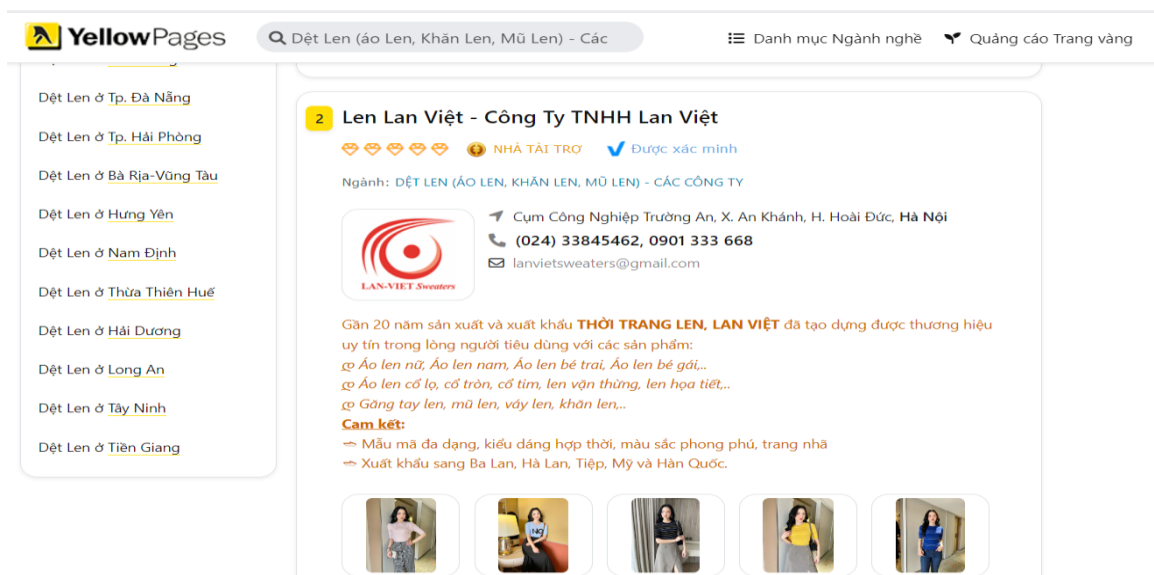 YellowPages
Dệt Len (áo Len, Khăn Len, Mũ Len) - Các
Danh mục Ngành nghề
Quảng cáo Trang vàng
Dệt Len ở Tp. Đà Nẵng
Dệt Len ở Tp. Hải Phòng
Dệt Len ở Bà Rịa-Vũng Tàu
Dệt Len ở Hưng Yên
Dệt Len ở Nam Định
Dệt Len ở Thừa Thiên Huế
Dệt Len ở Hải Dương
Dệt Len ở Long An
Dệt Len ở Tây Ninh
Dệt Len ở Tiền Giang
2 Len Lan Việt - Công Ty TNHH Lan Việt
NHÀ TÀI TRỢ Được xác minh
Ngành: DỆT LEN (ÁO LEN, KHĂN LEN, MŨ LEN) - CÁC CÔNG TY
LAN-VIET Sweaters
Cụm Công Nghiệp Trường An, X. An Khánh, H. Hoài Đức, Hà Nội
(024) 33845462, 0901 333 668
lanvietsweaters@gmail.com
Gần 20 năm sản xuất và xuất khẩu THỜI TRANG LEN, LAN VIỆT đã tạo dựng được thương hiệu
uy tín trong lòng người tiêu dùng với các sản phẩm:
Áo len nữ, Áo len nam, Áo len bé trai, Áo len bé gái,..
Áo len cổ lọ, cổ tròn, cổ tim, len vặn thừng, len họa tiết,..
Găng tay len, mũ len, váy len, khăn len,..
Cam kết:
Mẫu mã đa dạng, kiểu dáng hợp thời, màu sắc phong phú, trang nhã
Xuất khẩu sang Ba Lan, Hà Lan, Tiệp, Mỹ và Hàn Quốc.